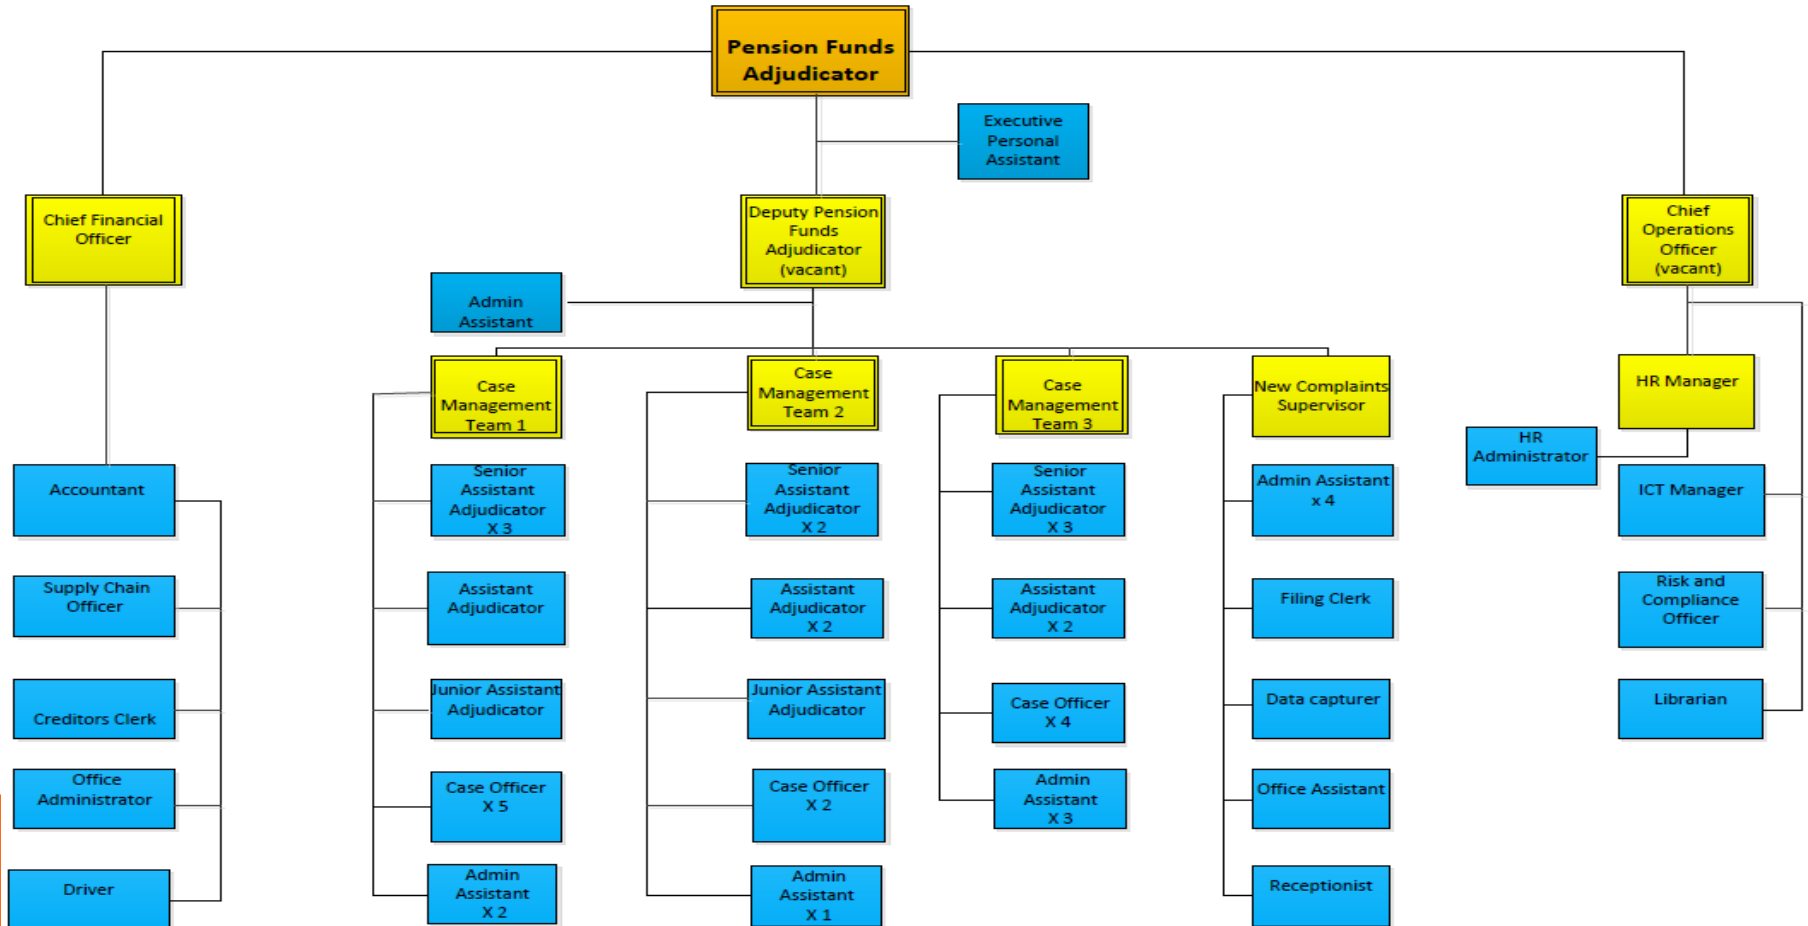 Pension Funds
Adjudicator
Executive
Personal
Assistant
Chief Financial
Officer
Deputy Pension
Funds
Adjudicator
(vacant)
Chief
Operations
Officer
(vacant)
Admin
Assistant
Case
Management
Team 1
Case
Management
Team 2
Case
Management
Team 3
New Complaints
Supervisor
HR Manager
HR
Administrator
Accountant
Supply Chain
Officer
Creditors Clerk
Office
Administrator
Driver
Senior
Assistant
Adjudicator
X 3
Assistant
Adjudicator
Junior Assistant
Adjudicator
Case Officer
X 5
Admin
Assistant
X 2
Senior
Assistant
Adjudicator
X 2
Assistant
Adjudicator
X 2
Junior Assistant
Adjudicator
Case Officer
X 2
Admin
Assistant
X 1
Senior
Assistant
Adjudicator
X 3
Assistant
Adjudicator
X 2
Case Officer
X 4
Admin
Assistant
X 3
Admin Assistant
x 4
Filing Clerk
Data capturer
Office Assistant
Receptionist
ICT Manager
Risk and
Compliance
Officer
Librarian